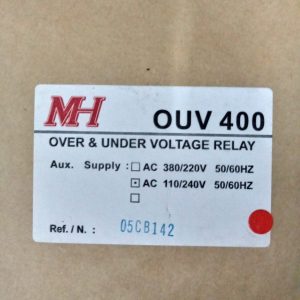 MH
OUV 400
OVER & UNDER VOLTAGE RELAY
Aux. Supply : AC 380/220V 50/60HZ
AC 110/240V 50/60HZ
Ref. / N. : 05CB142